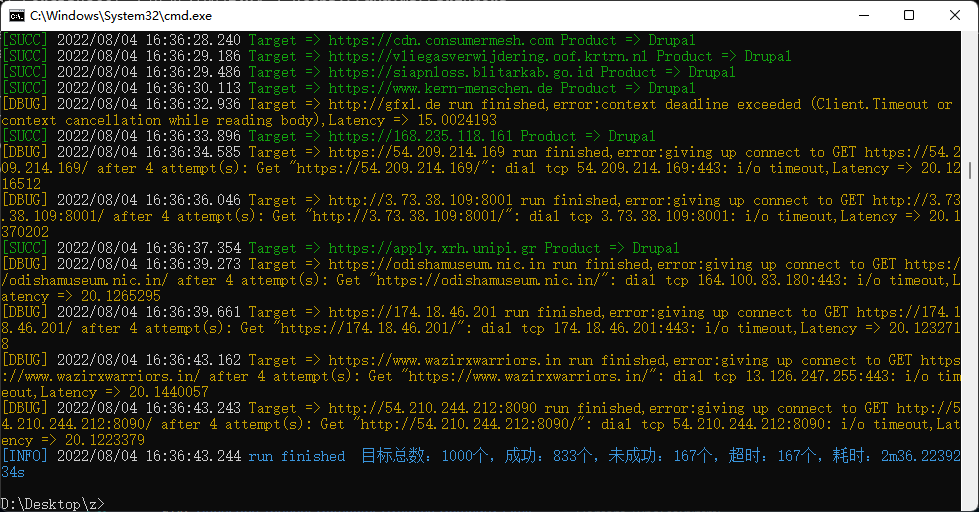 C:\Windows\System32\cmd.exe
[SUCC] 2022/08/04 16:36:28.240 Target => https://cdn.consumermesh.com Product => Drupal
[SUCC] 2022/08/04 16:36:29.186 Target => https://vliegasverwijdering.oof.krtrn.nl Product => Drupal
[SUCC] 2022/08/04 16:36:29.486 Target => https://siapnloss.blitarkab.go.id Product => Drupal
[SUCC] 2022/08/04 16:36:30.113 Target => https://www.kern-menschen.de Product => Drupal
[DBUG] 2022/08/04 16:36:32.936 Target => http://gfxl.de run finished,error:context deadline exceeded (Client.Timeout or
context cancellation while reading body),Latency => 15.0024193
[SUCC] 2022/08/04 16:36:33.896 Target => https://168.235.118.161 Product => Drupal
[DBUG] 2022/08/04 16:36:34.585 Target => https://54.209.214.169 run finished,error:giving up connect to GET https://54.2
09.214.169/ after 4 attempt(s): Get "https://54.209.214.169/": dial tcp 54.209.214.169:443: i/o timeout,Latency => 20.12
16512
[DBUG] 2022/08/04 16:36:36.046 Target => http://3.73.38.109:8001 run finished,error:giving up connect to GET http://3.73
.38.109:8001/ after 4 attempt(s): Get "http://3.73.38.109:8001/": dial tcp 3.73.38.109:8001: i/o timeout,Latency => 20.1
370202
[SUCC] 2022/08/04 16:36:37.354 Target => https://apply.xrh.unipi.gr Product => Drupal
[DBUG] 2022/08/04 16:36:39.273 Target => https://odishamuseum.nic.in run finished,error:giving up connect to GET https:/
/odishamuseum.nic.in/ after 4 attempt(s): Get "https://odishamuseum.nic.in/": dial tcp 164.100.83.180:443: i/o timeout,L
atency => 20.1265295
[DBUG] 2022/08/04 16:36:39.661 Target => https://174.18.46.201 run finished,error:giving up connect to GET https://174.1
8.46.201/ after 4 attempt(s): Get "https://174.18.46.201/": dial tcp 174.18.46.201:443: i/o timeout,Latency => 20.123271
8
[DBUG] 2022/08/04 16:36:43.162 Target => https://www.wazirxwarriors.in run finished,error:giving up connect to GET https
://www.wazirxwarriors.in/ after 4 attempt(s): Get "https://www.wazirxwarriors.in/": dial tcp 13.126.247.255:443: i/o tim
eout,Latency => 20.1440057
[DBUG] 2022/08/04 16:36:43.243 Target => http://54.210.244.212:8090 run finished,error:giving up connect to GET http://5
4.210.244.212:8090/ after 4 attempt(s): Get "http://54.210.244.212:8090/": dial tcp 54.210.244.212:8090: i/o timeout,Lat
ency => 20.1223379
[INFO] 2022/08/04 16:36:43.244 run finished 目标总数：1000个，成功：833个，未成功：167个，超时：167个，耗时：2m36.22392
34s
D:\Desktop\z>